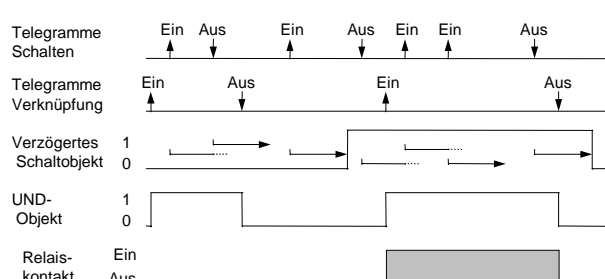 Telegramme Schalten
Ein Aus Ein Aus Ein Ein Aus
Telegramme Verknüpfung
Ein Aus Ein Aus
Verzögertes Schaltobjekt
1
0
UND-Objekt
1
0
Relais-kontakt
Ein
Aus